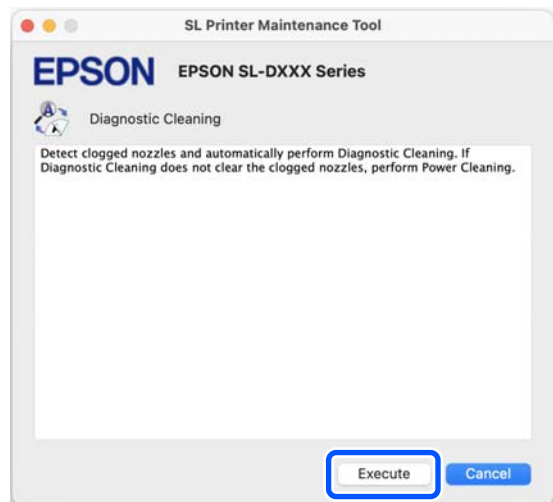 SL Printer Maintenance Tool
EPSON EPSON SL-DXXX Series
A
Diagnostic Cleaning
Detect clogged nozzles and automatically perform Diagnostic Cleaning. If
Diagnostic Cleaning does not clear the clogged nozzles, perform Power Cleaning.
Execute Cancel